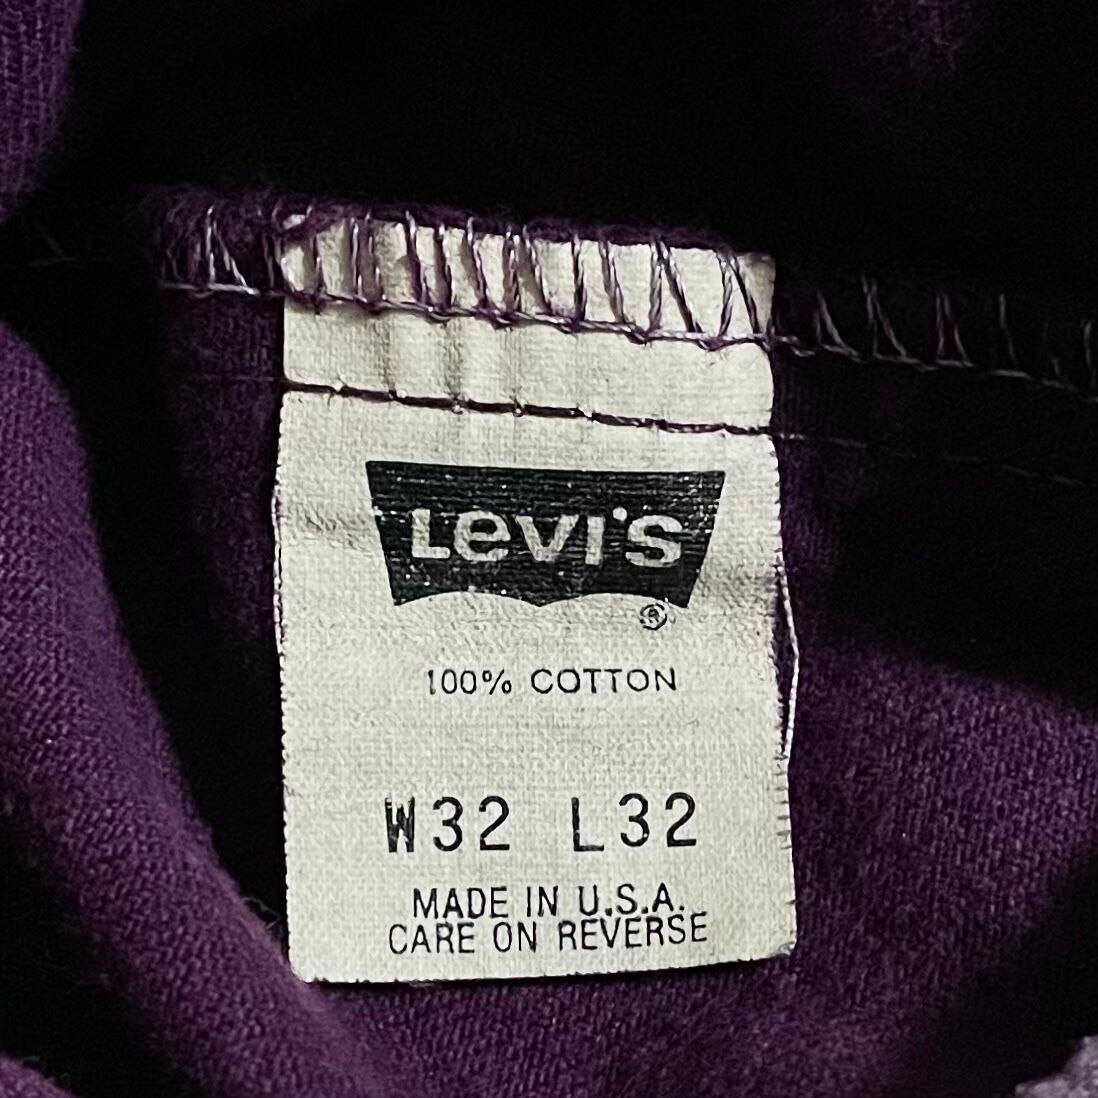 Levi's
®
100% COTTON
W32 L32
MADE IN U.S.A.
CARE ON REVERSE